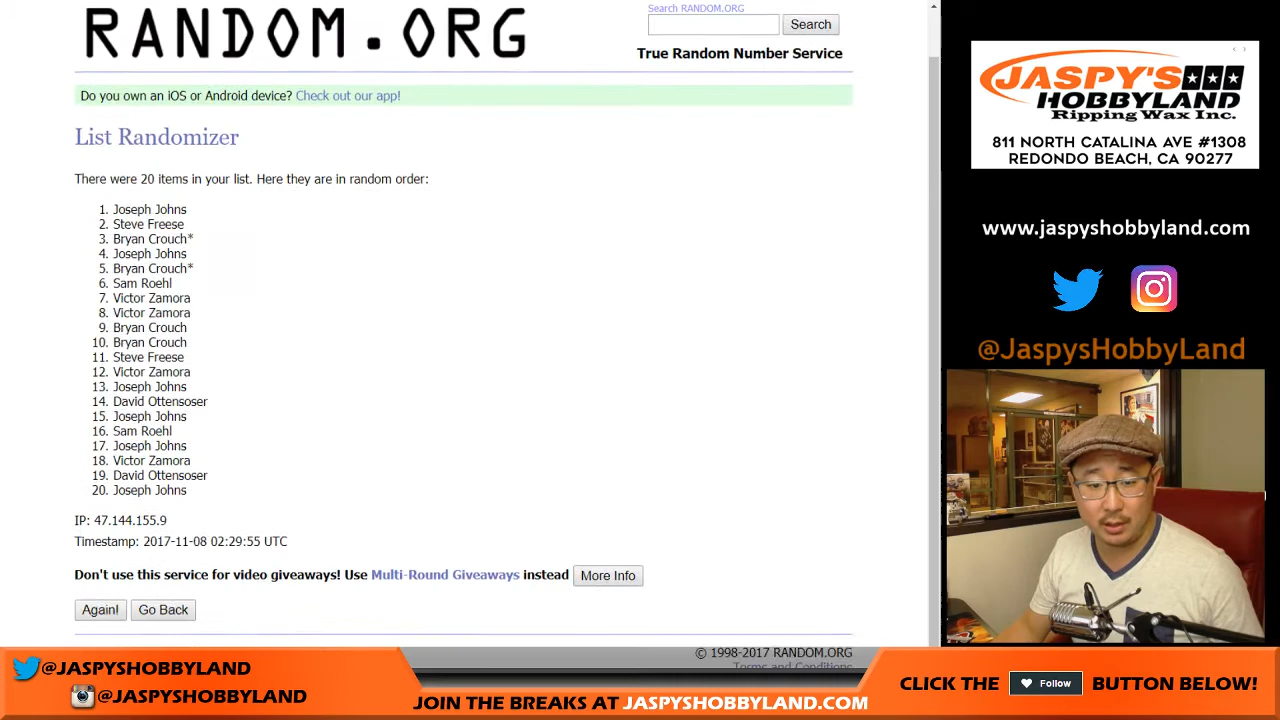 RANDOM.ORG
Search RANDOM.ORG
Search
True Random Number Service
Do you own an iOS or Android device? Check out our app!
List Randomizer
There were 20 items in your list. Here they are in random order:
1. Joseph Johns
2. Steve Freese
3. Bryan Crouch*
4. Joseph Johns
5. Bryan Crouch*
6. Sam Roehl
7. Victor Zamora
8. Victor Zamora
9. Bryan Crouch
10. Bryan Crouch
11. Steve Freese
12. Victor Zamora
13. Joseph Johns
14. David Ottensoser
15. Joseph Johns
16. Sam Roehl
17. Joseph Johns
18. Victor Zamora
19. David Ottensoser
20. Joseph Johns
IP: 47.144.155.9
Timestamp: 2017-11-08 02:29:55 UTC
Don't use this service for video giveaways! Use Multi-Round Giveaways instead More Info
Again! Go Back
© 1998-2017 RANDOM.ORG
Terms and Conditions
JASPY'S
HOBBYLAND
Ripping Wax Inc.
811 NORTH CATALINA AVE #1308
REDONDO BEACH, CA 90277
www.jaspyshobbyland.com
@JaspysHobbyLand
@JASPYSHOBBYLAND
@JASPYSHOBBYLAND
JOIN THE BREAKS AT JASPYSHOBBYLAND.COM
CLICK THE Follow BUTTON BELOW!